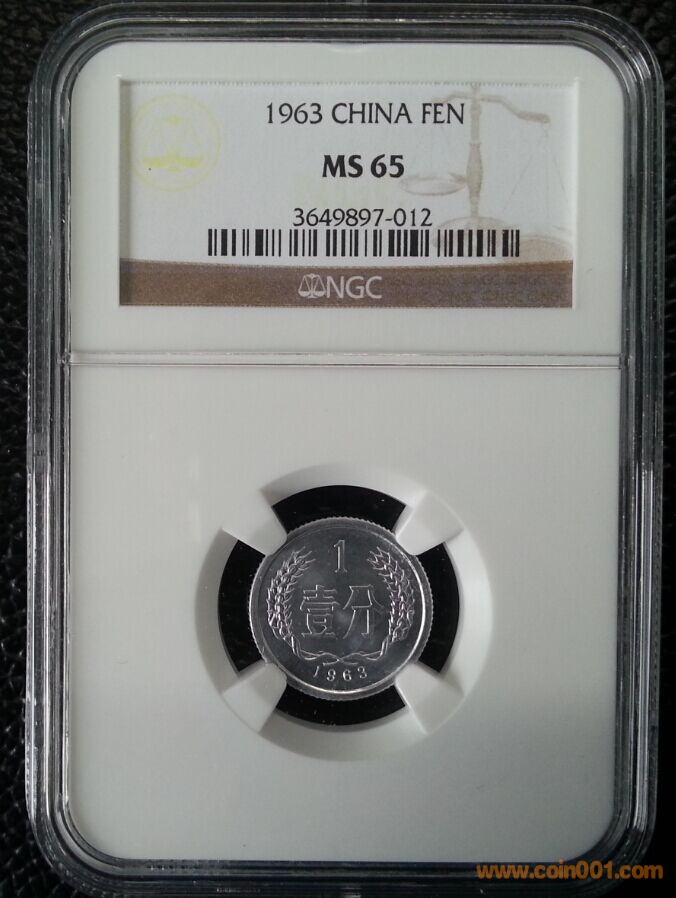 1963 CHINA FEN
MS 65
3649897-012
NGC
1
壹分
1963
www.coin001.com